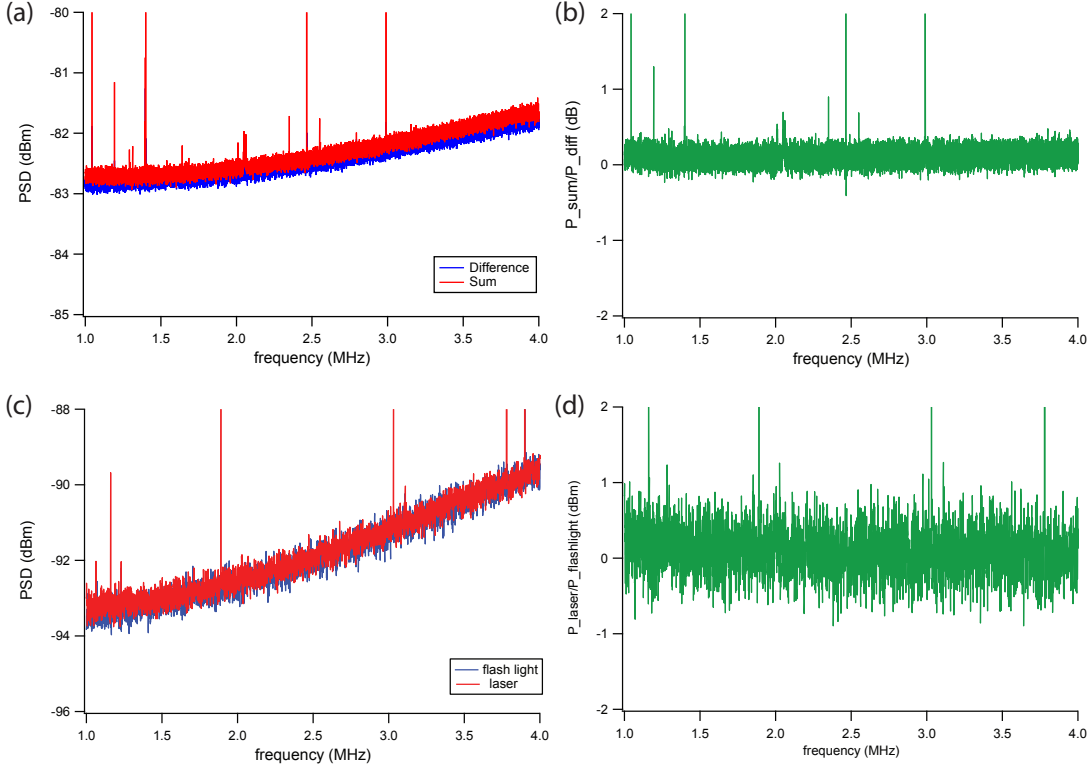 (a)
-80
-81
-82
-83
-84
-85
PSD (dBm)
Difference
Sum
1.0 1.5 2.0 2.5 3.0 3.5 4.0
frequency (MHz)
(b)
2
1
0
-1
-2
P_sum/P_diff (dB)
1.0 1.5 2.0 2.5 3.0 3.5 4.0
frequency (MHz)
(c)
-88
-90
-92
-94
-96
PSD (dBm)
flash light
laser
1.0 1.5 2.0 2.5 3.0 3.5 4.0
frequency (MHz)
(d)
2
1
0
-1
-2
P_laser/P_flashlight (dBm)
1.0 1.5 2.0 2.5 3.0 3.5 4.0
frequency (MHz)